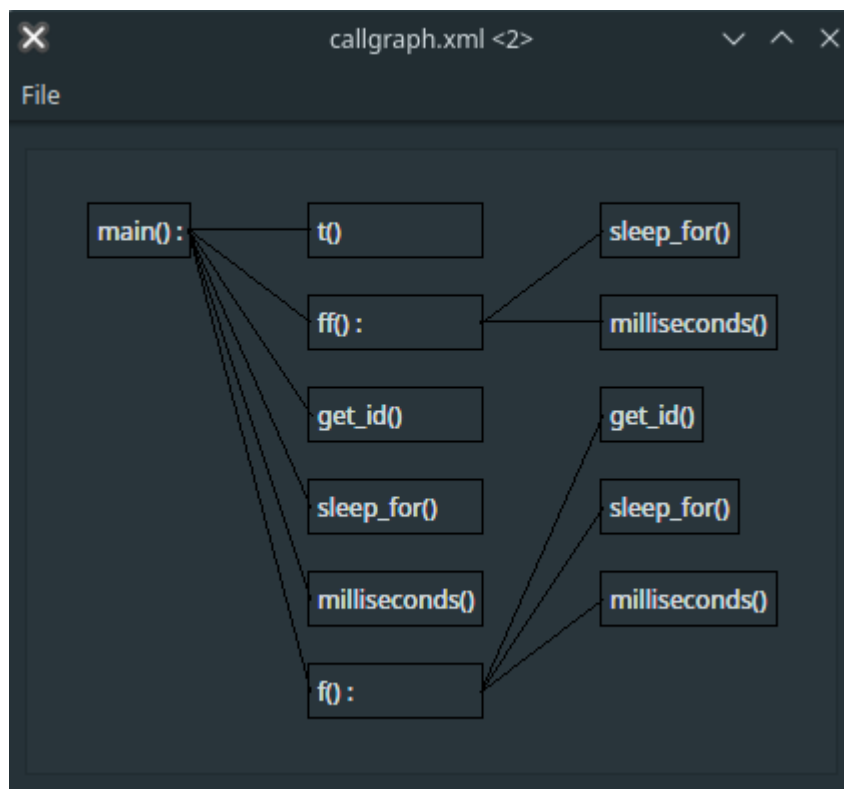 callgraph.xml <2>
File
main() :
t()
sleep_for()
ff() :
milliseconds()
get_id()
get_id()
sleep_for()
sleep_for()
milliseconds()
milliseconds()
f() :